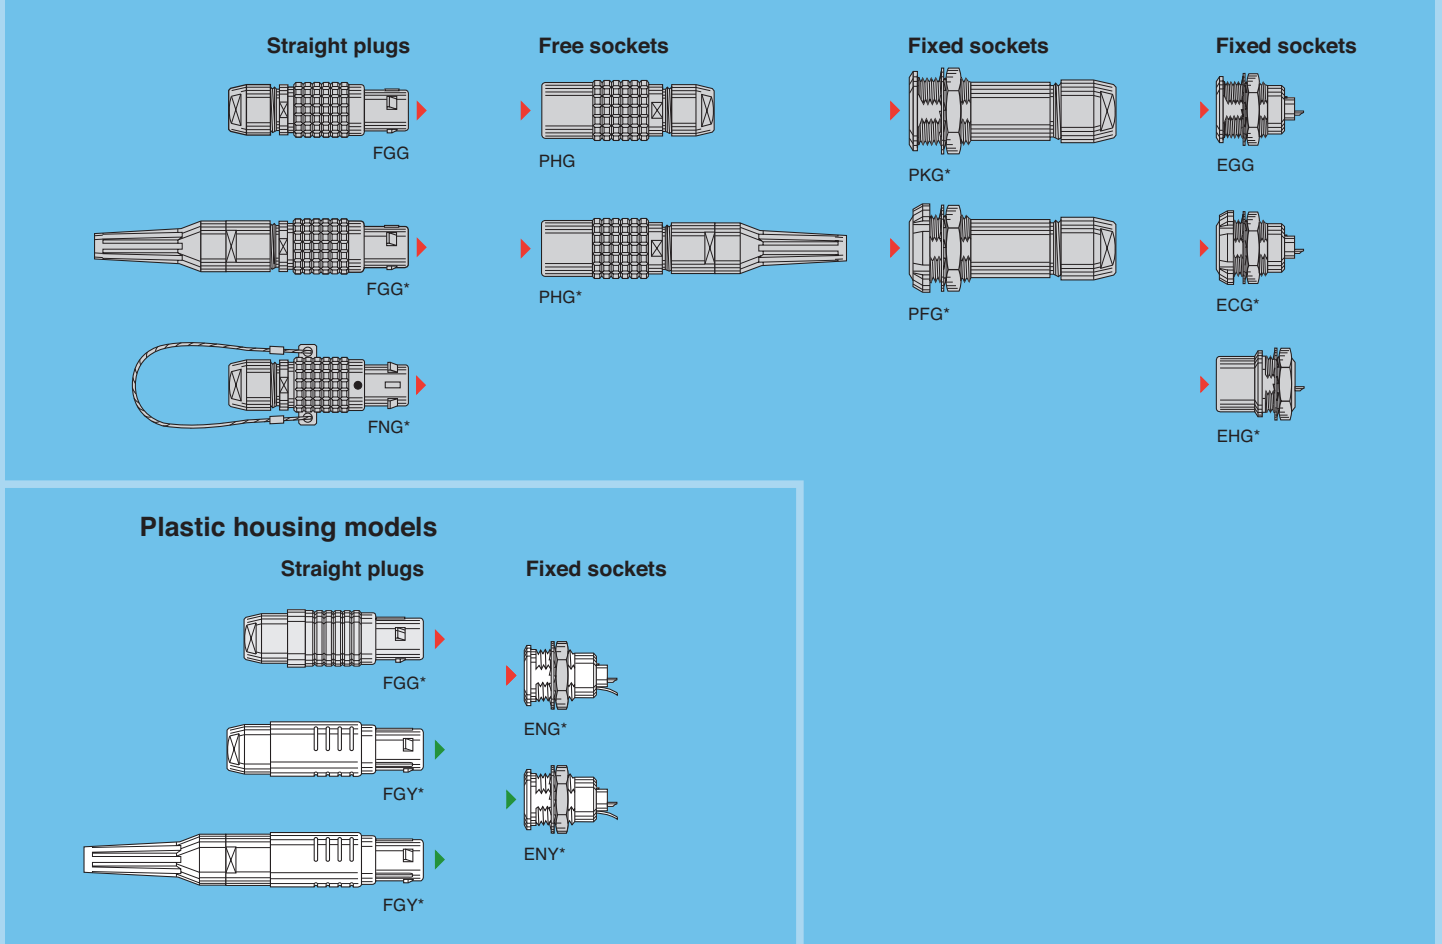 Straight plugs
Free sockets
Fixed sockets
Fixed sockets
FGG
PHG
PKG*
EGG
FGG*
PHG*
PFG*
ECG*
FNG*
EHG*
Plastic housing models
Straight plugs
Fixed sockets
FGG*
ENG*
FGY*
ENY*
FGY*